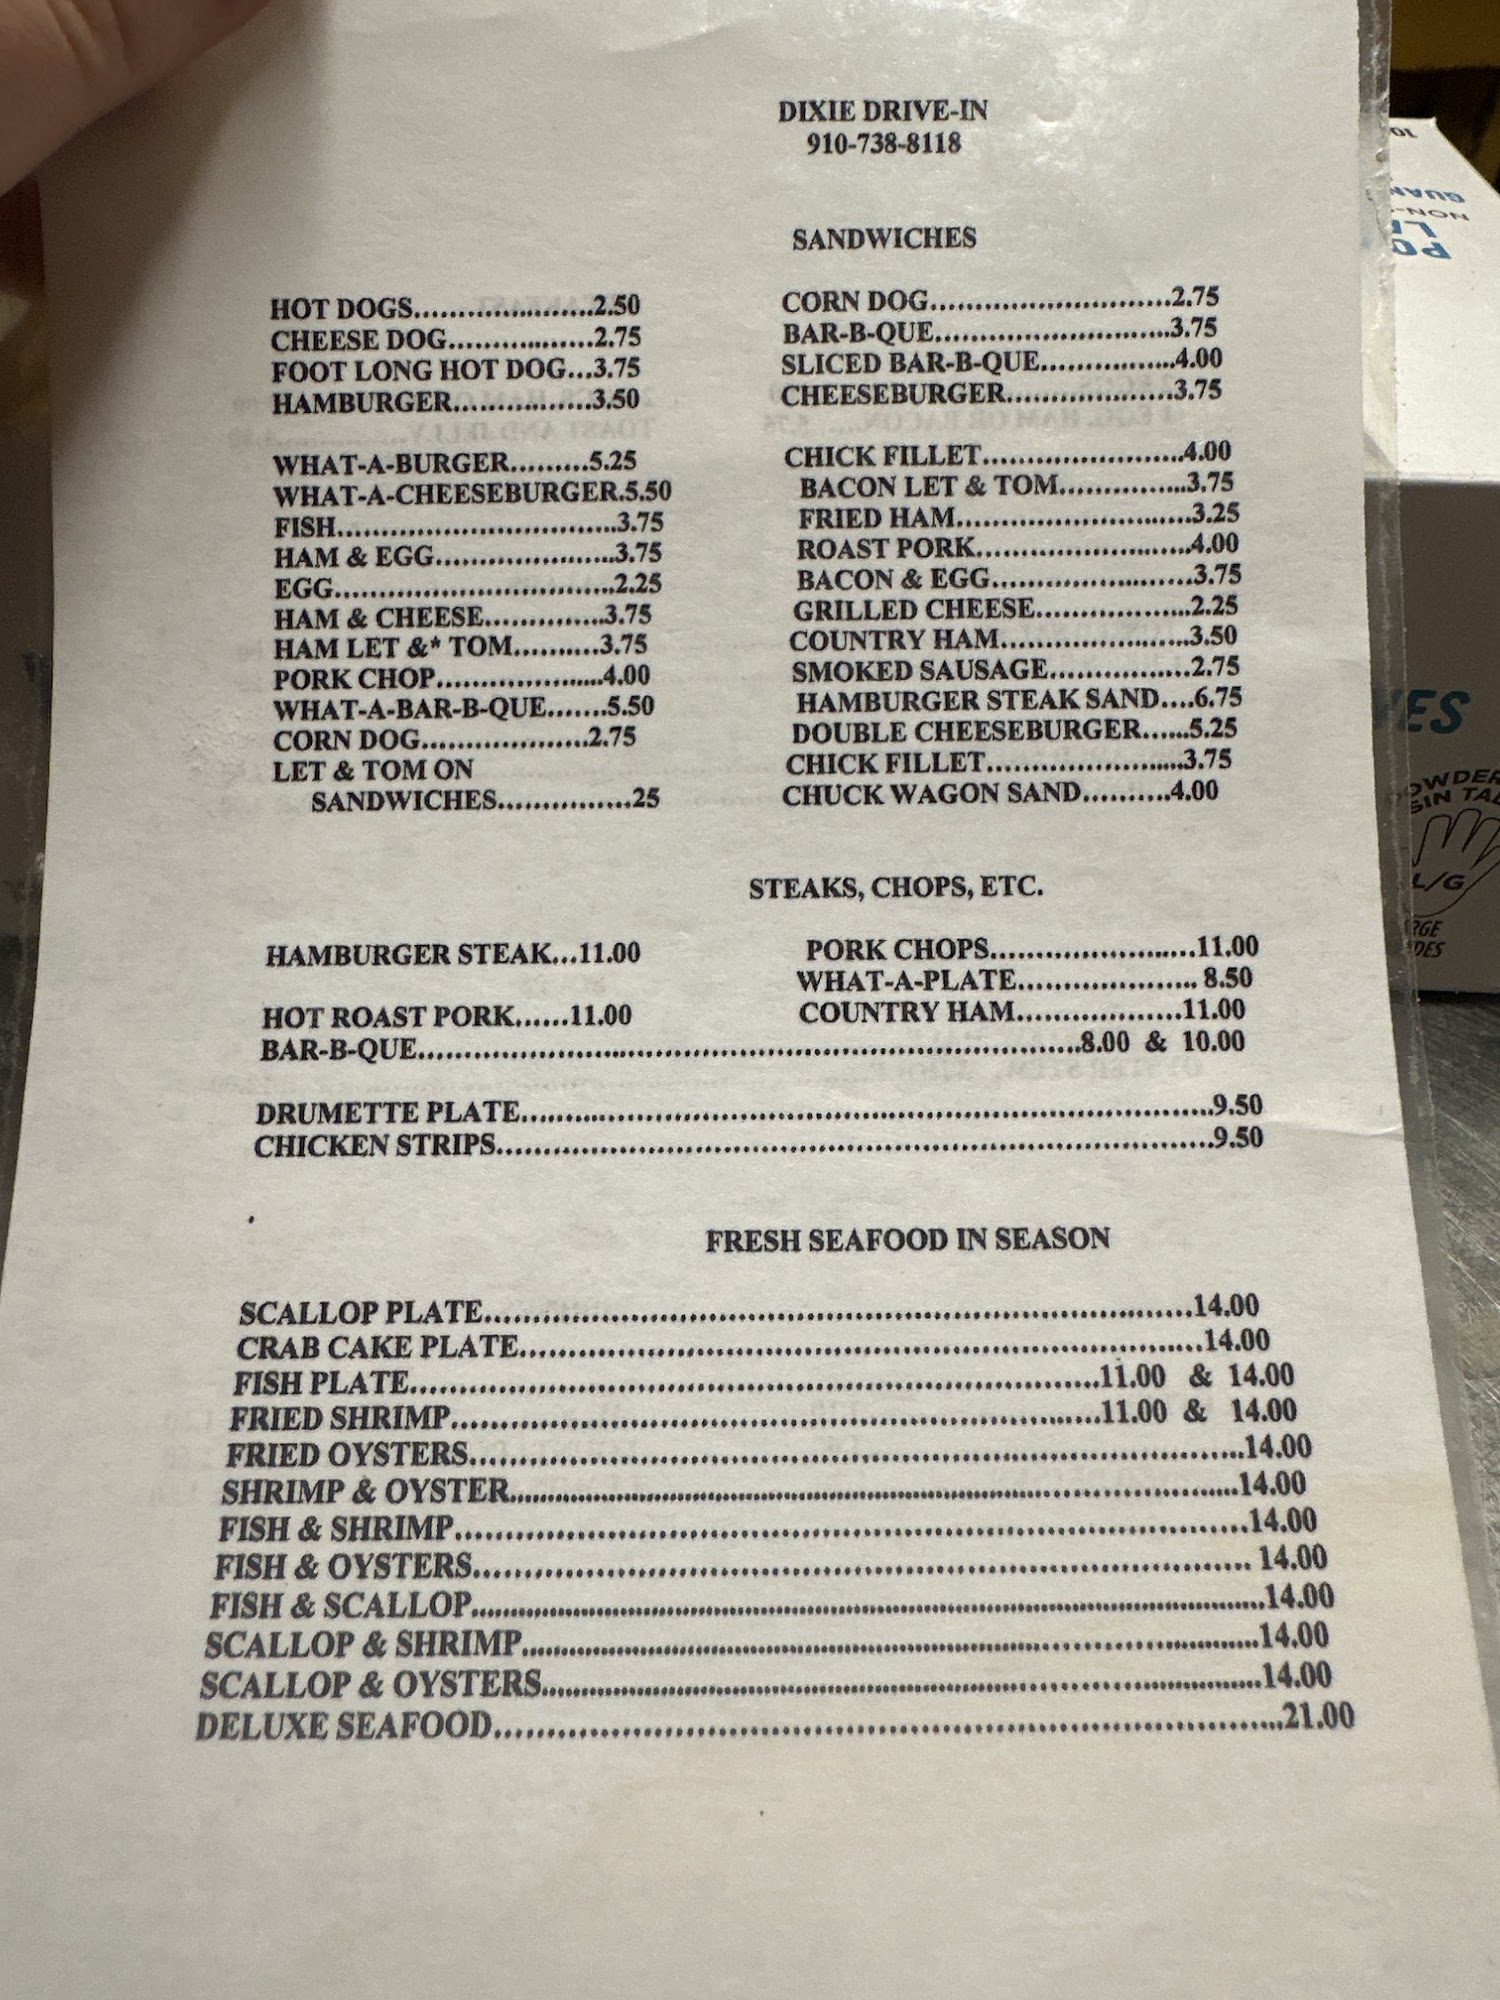 DIXIE DRIVE-IN
910-738-8118
SANDWICHES
HOT DOGS.....................2.50
CHEESE DOG.................2.75
FOOT LONG HOT DOG...3.75
HAMBURGER................3.50
WHAT-A-BURGER.........5.25
WHAT-A-CHEESEBURGER.5.50
FISH................................3.75
HAM & EGG.....................3.75
EGG................................2.25
HAM & CHEESE..............3.75
HAM LET &* TOM..........3.75
PORK CHOP....................4.00
WHAT-A-BAR-B-QUE.......5.50
CORN DOG....................2.75
LET & TOM ON
SANDWICHES...............25
CORN DOG............................2.75
BAR-B-QUE............................3.75
SLICED BAR-B-QUE................4.00
CHEESEBURGER....................3.75
CHICK FILLET........................4.00
BACON LET & TOM...............3.75
FRIED HAM...........................3.25
ROAST PORK.........................4.00
BACON & EGG.......................3.75
GRILLED CHEESE..................2.25
COUNTRY HAM......................3.50
SMOKED SAUSAGE.................2.75
HAMBURGER STEAK SAND....6.75
DOUBLE CHEESEBURGER......5.25
CHICK FILLET.......................3.75
CHUCK WAGON SAND..........4.00
STEAKS, CHOPS, ETC.
HAMBURGER STEAK...11.00
HOT ROAST PORK......11.00
PORK CHOPS........................11.00
WHAT-A-PLATE..................... 8.50
COUNTRY HAM....................11.00
BAR-B-QUE................................................................................8.00 & 10.00
DRUMETTE PLATE....................................................................................9.50
CHICKEN STRIPS.......................................................................................9.50
FRESH SEAFOOD IN SEASON
SCALLOP PLATE.................................................................................14.00
CRAB CAKE PLATE.............................................................................14.00
FISH PLATE..............................................................................11.00 & 14.00
FRIED SHRIMP..........................................................................11.00 & 14.00
FRIED OYSTERS.................................................................................14.00
SHRIMP & OYSTER..............................................................................14.00
FISH & SHRIMP...................................................................................14.00
FISH & OYSTERS................................................................................. 14.00
FISH & SCALLOP.................................................................................14.00
SCALLOP & SHRIMP............................................................................14.00
SCALLOP & OYSTERS..........................................................................14.00
DELUXE SEAFOOD...............................................................................21.00
L/G